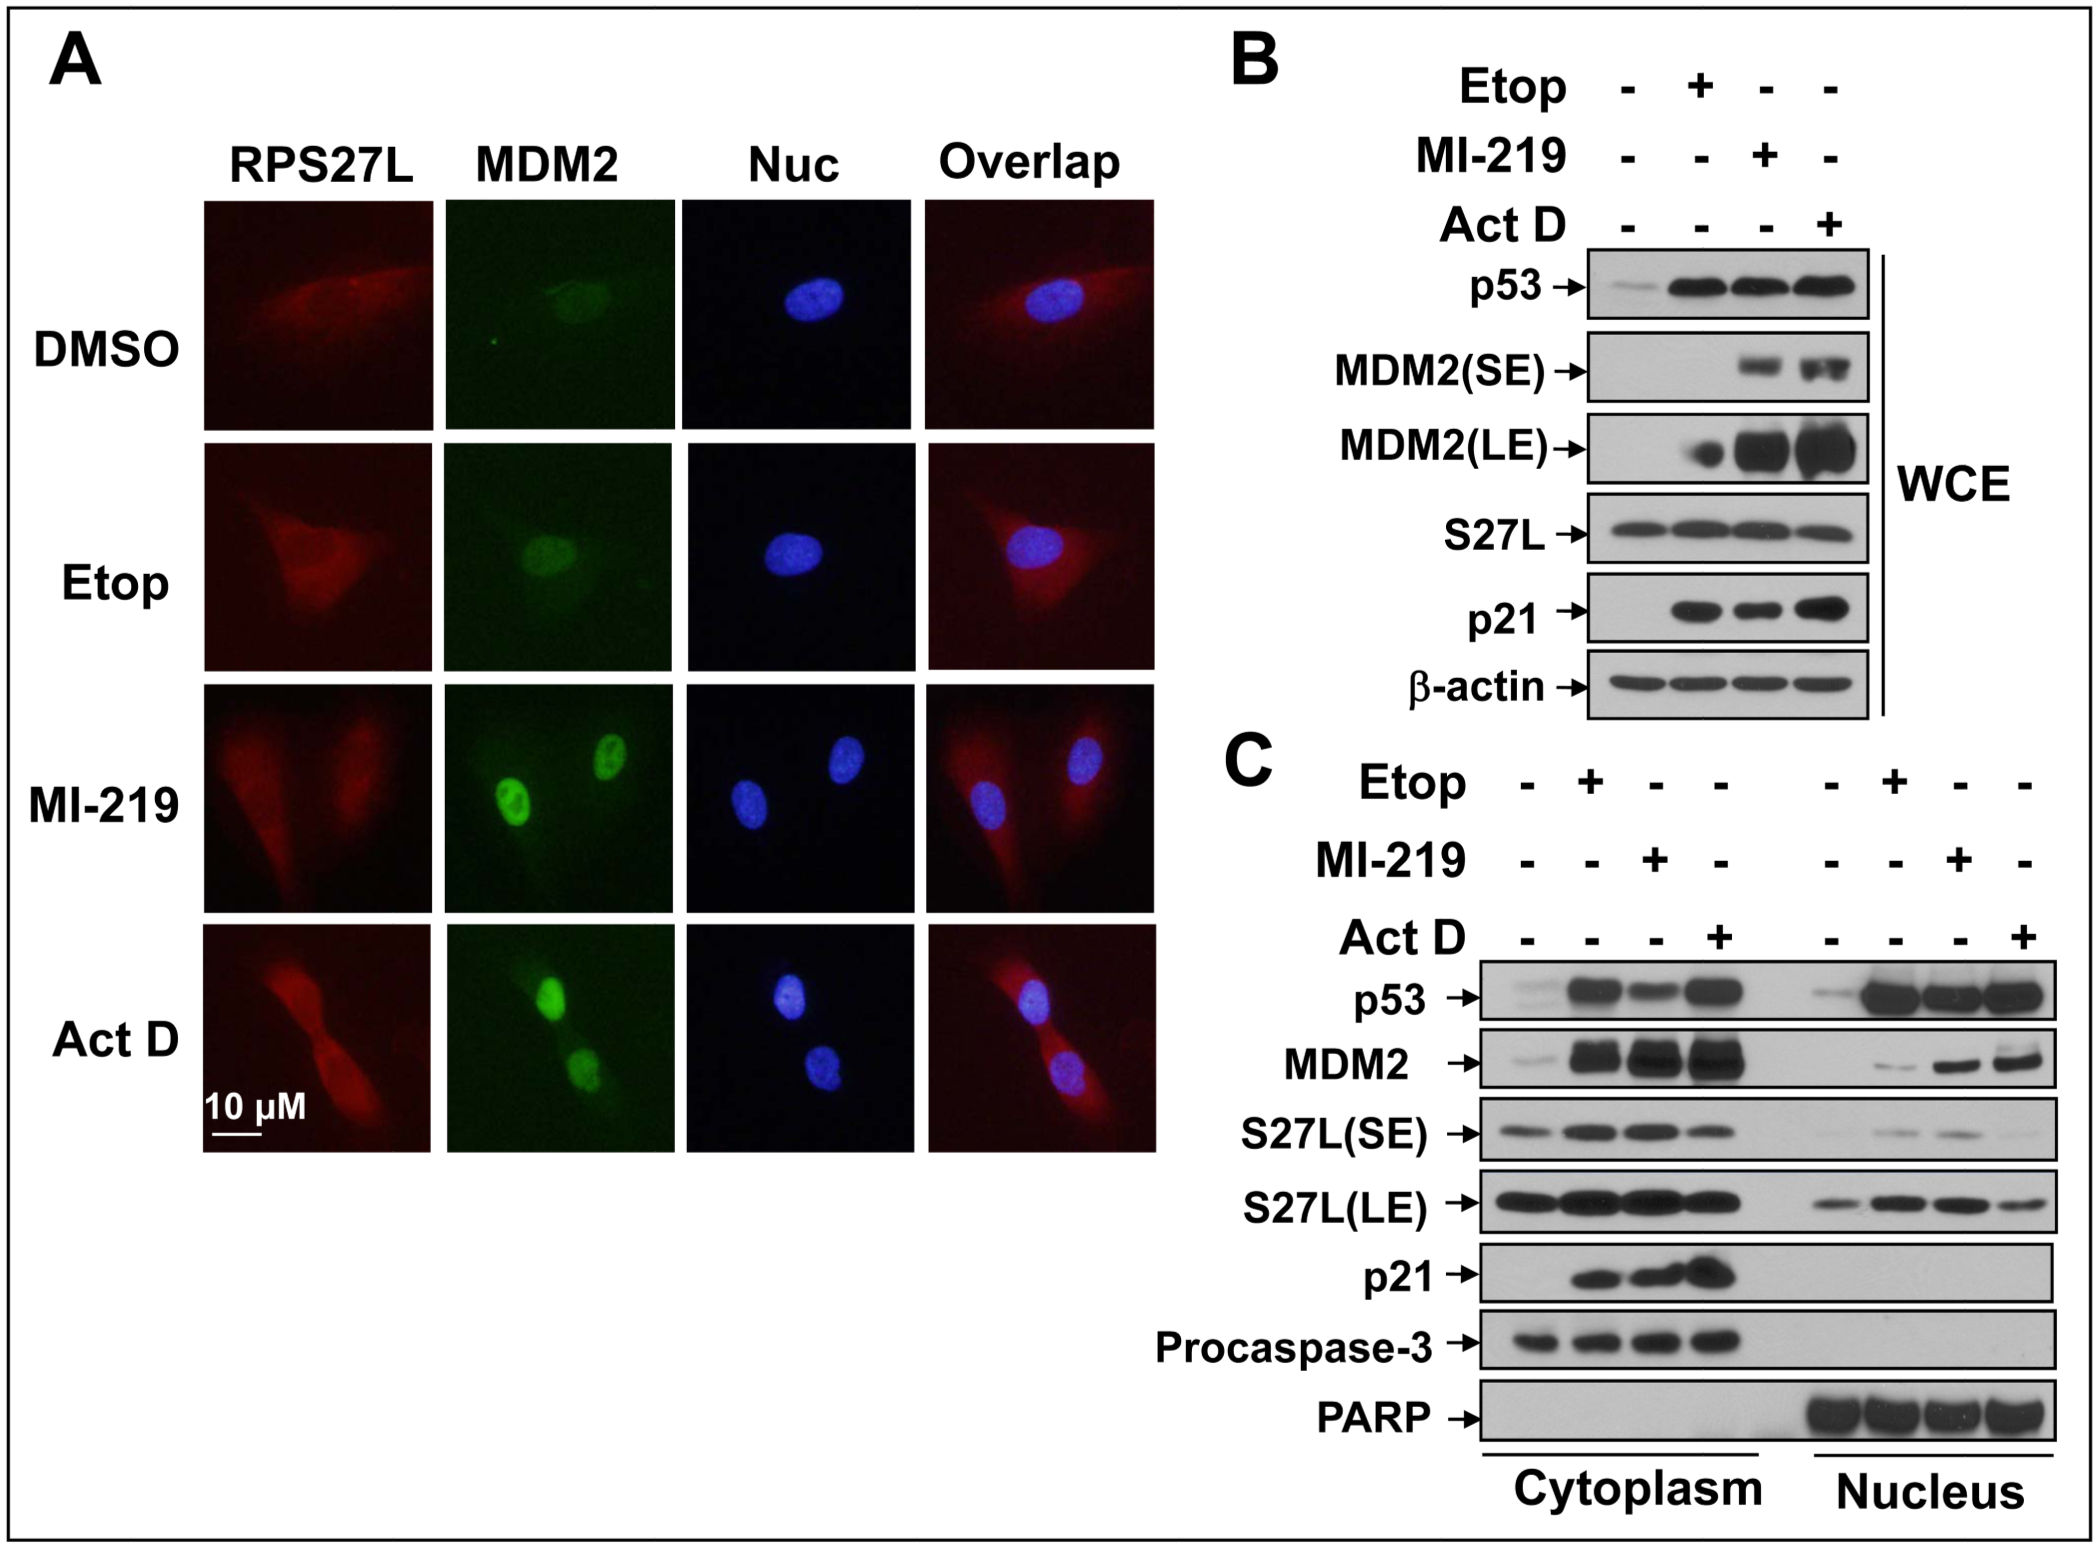 A
RPS27L MDM2 Nuc Overlap
DMSO
Etop
MI-219
Act D
10 µM
B
Etop - + - -
MI-219 - - + -
Act D - - - +
p53
MDM2(SE)
MDM2(LE)
S27L
p21
β-actin
WCE
C
Etop - + - - - + - -
MI-219 - - + - - - + -
Act D - - - + - - - +
p53
MDM2
S27L(SE)
S27L(LE)
p21
Procaspase-3
PARP
Cytoplasm Nucleus